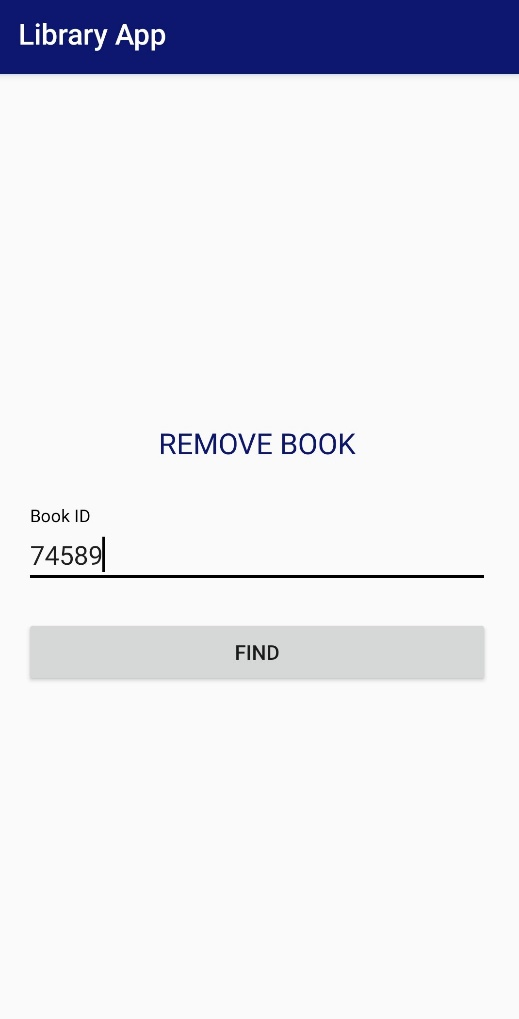 Library App
REMOVE BOOK
Book ID
74589
FIND